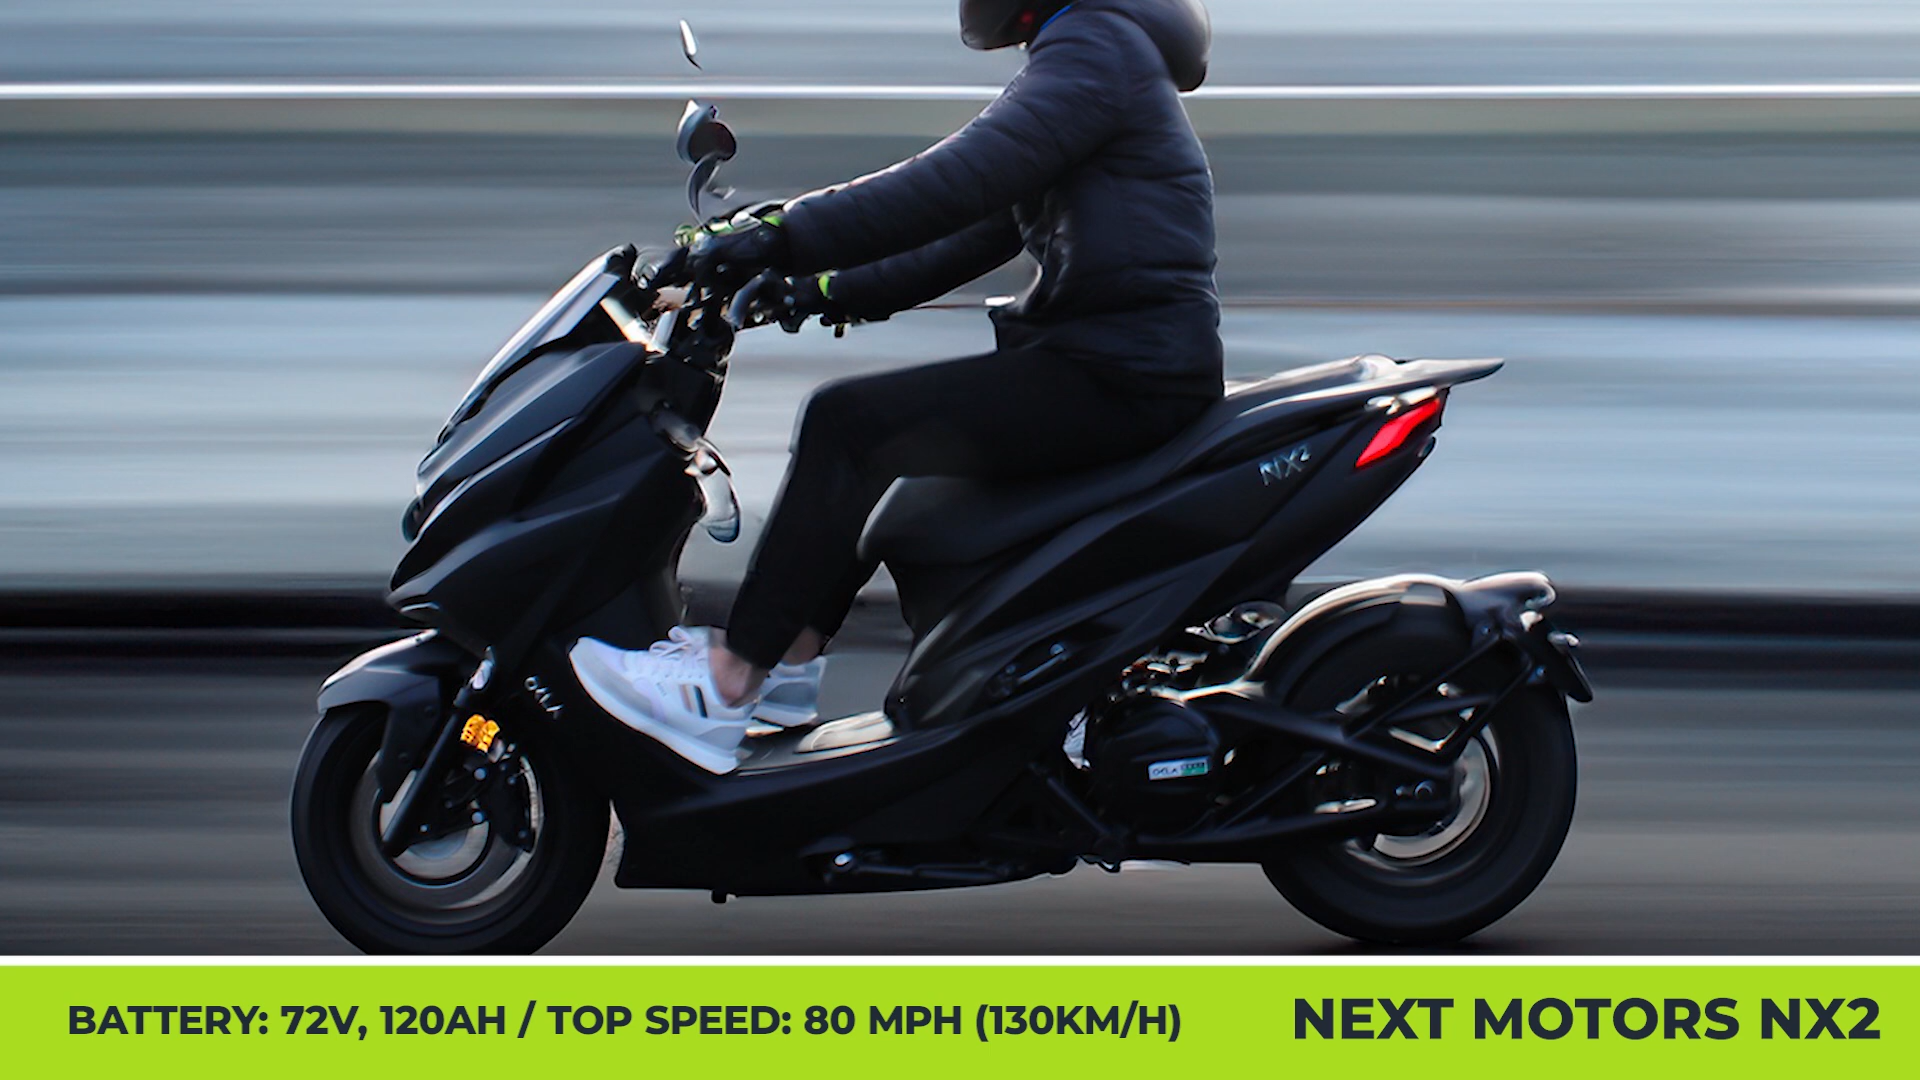 NX2
BATTERY: 72V, 120AH / TOP SPEED: 80 MPH (130KM/H)
NEXT MOTORS NX2